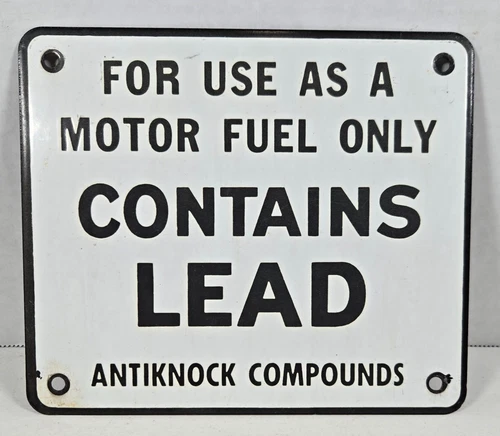 FOR USE AS A
MOTOR FUEL ONLY
CONTAINS
LEAD
ANTIKNOCK COMPOUNDS